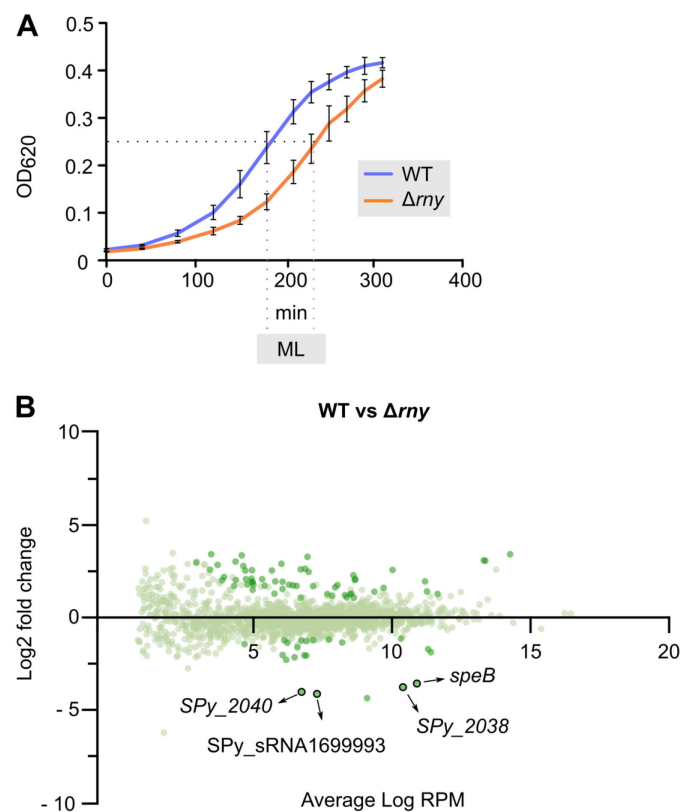 A
0.5
0.4
0.3
0.2
0.1
0
OD620
0 100 200 300 400
min
ML
WT
Δrny
B
WT vs Δrny
10
5
0
- 5
- 10
Log2 fold change
5 10 15 20
SPy_2040
SPy_sRNA1699993
speB
SPy_2038
Average Log RPM